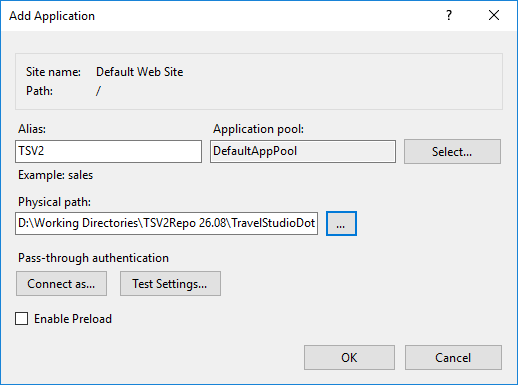 Add Application
?
Site name: Default Web Site
Path: /
Alias: Application pool:
TSV2 DefaultAppPool Select...
Example: sales
Physical path:
D:\Working Directories\TSV2Repo 26.08\TravelStudioDot ...
Pass-through authentication
Connect as... Test Settings...
Enable Preload
OK Cancel